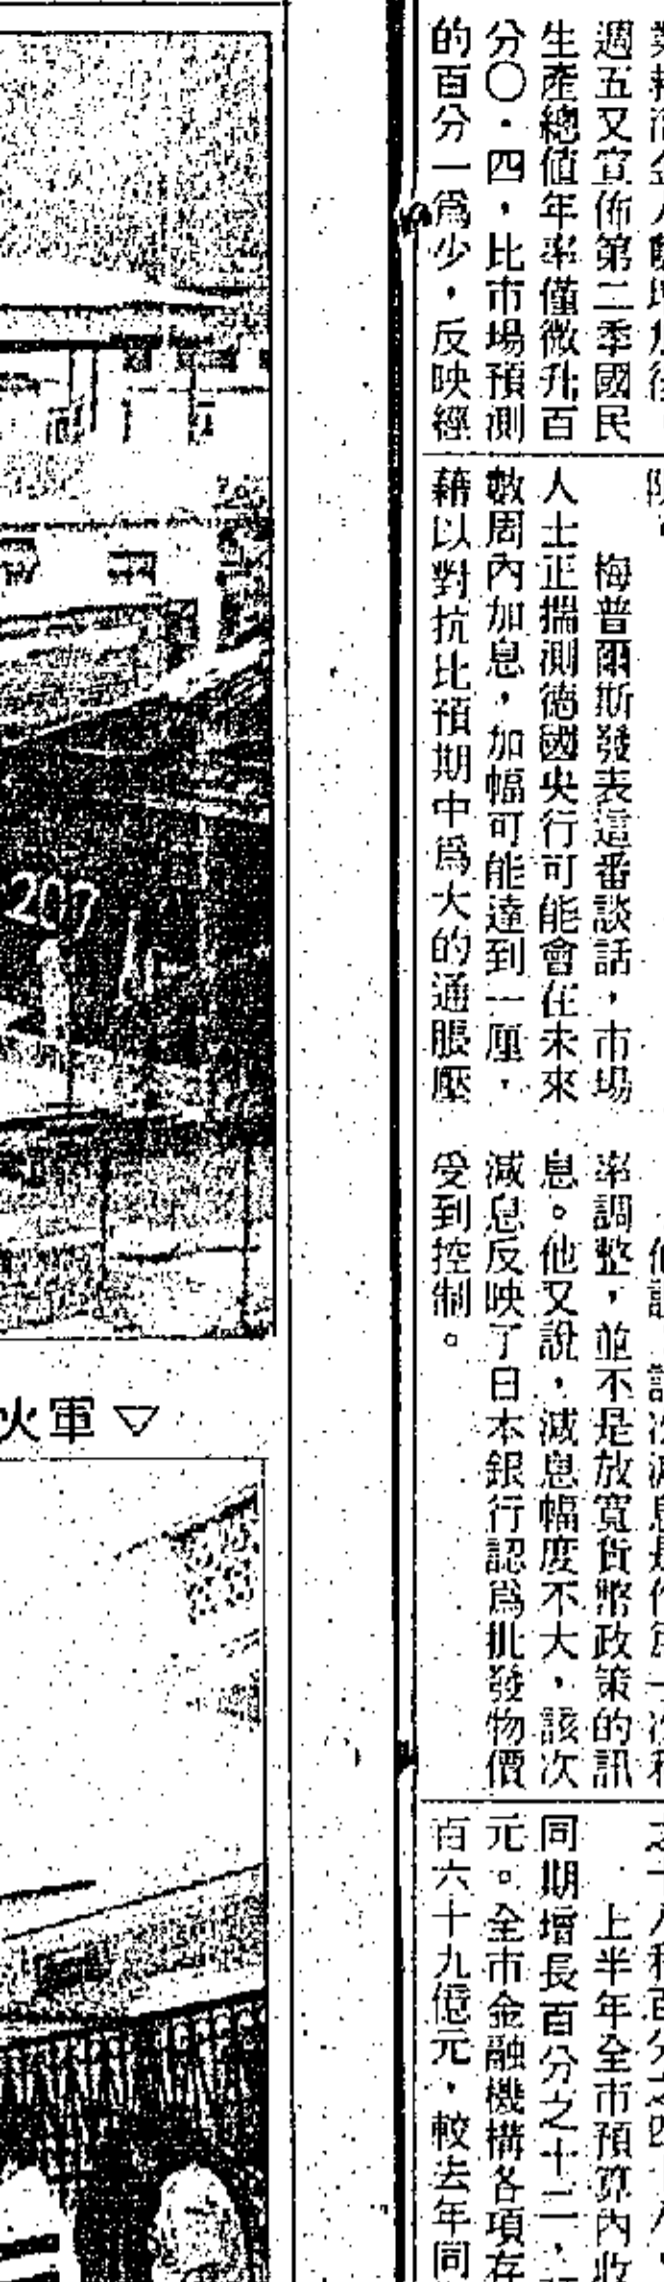 週五又宣佈第二季國民
生產總值年率僅微升百
分〇·四，比市場預測
的百分一爲少，反映經
梅普爾斯發表這番談話，市場
人士正揣測德國央行可能會在未來
數周內加息，加幅可能達到一厘，
藉以對抗比預期中爲大的通脹壓
率調整，並不是放寬貨幣政策的訊
息。他又說，減息幅度不大，該次
減息反映了日本銀行認爲批發物價
受到控制。
上半年全市預算內收
同期增長百分之十二，
元。全市金融機構各項存
百六十九億元，較去年同
火軍▽
207